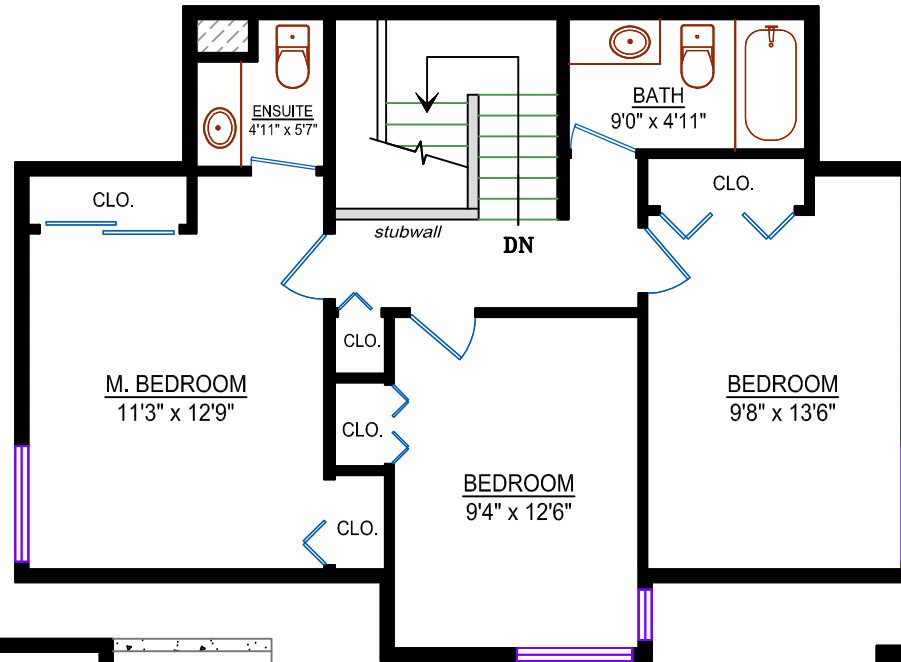 ENSUITE
4'11" x 5'7"
BATH
9'0" x 4'11"
CLO.
CLO.
stubwall
DN
CLO.
M. BEDROOM
11'3" x 12'9"
BEDROOM
9'8" x 13'6"
CLO.
BEDROOM
9'4" x 12'6"
CLO.